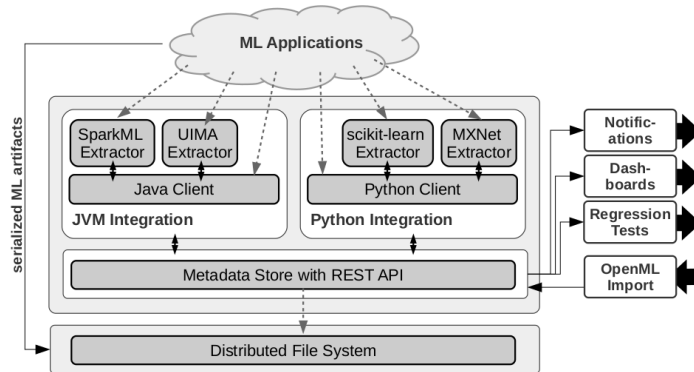 ML Applications
SparkML
Extractor
UIMA
Extractor
scikit-learn
Extractor
MXNet
Extractor
Java Client
Python Client
JVM Integration
Python Integration
Metadata Store with REST API
Distributed File System
serialized ML artifacts
Notific-
ations
Dash-
boards
Regression
Tests
OpenML
Import